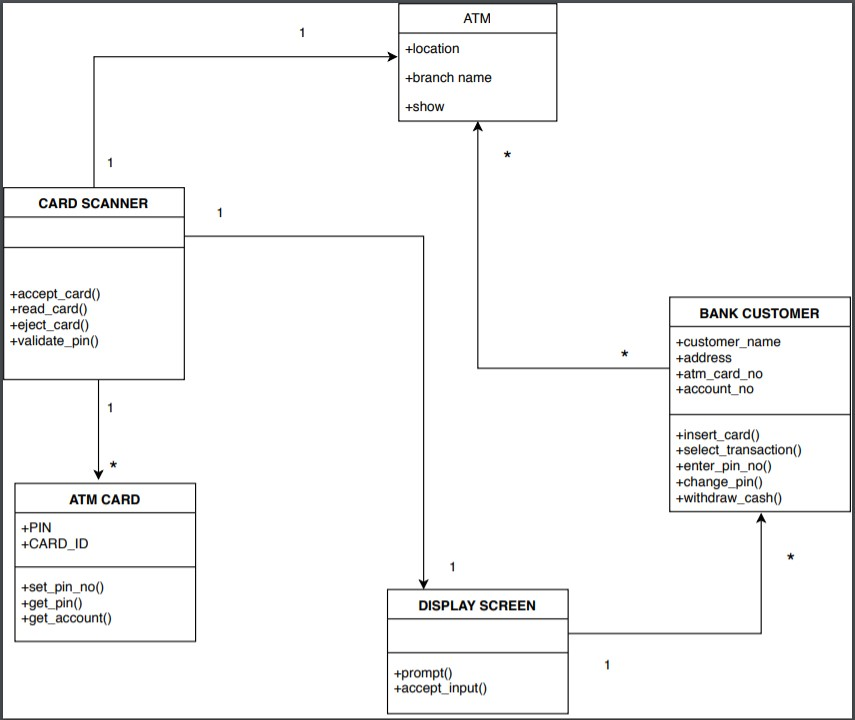 ATM
+location
+branch name
+show
1
1
CARD SCANNER
+accept_card()
+read_card()
+eject_card()
+validate_pin()
1
*
*
BANK CUSTOMER
+customer_name
+address
+atm_card_no
+account_no
+insert_card()
+select_transaction()
+enter_pin_no()
+change_pin()
+withdraw_cash()
1
*
ATM CARD
+PIN
+CARD_ID
+set_pin_no()
+get_pin()
+get_account()
1
DISPLAY SCREEN
+prompt()
+accept_input()
1
*